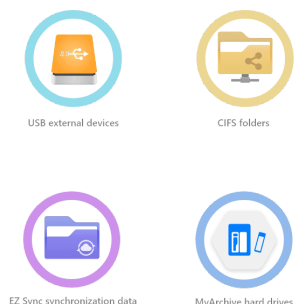 USB external devices
CIFS folders
EZ Sync synchronization data
MyArchive hard drives